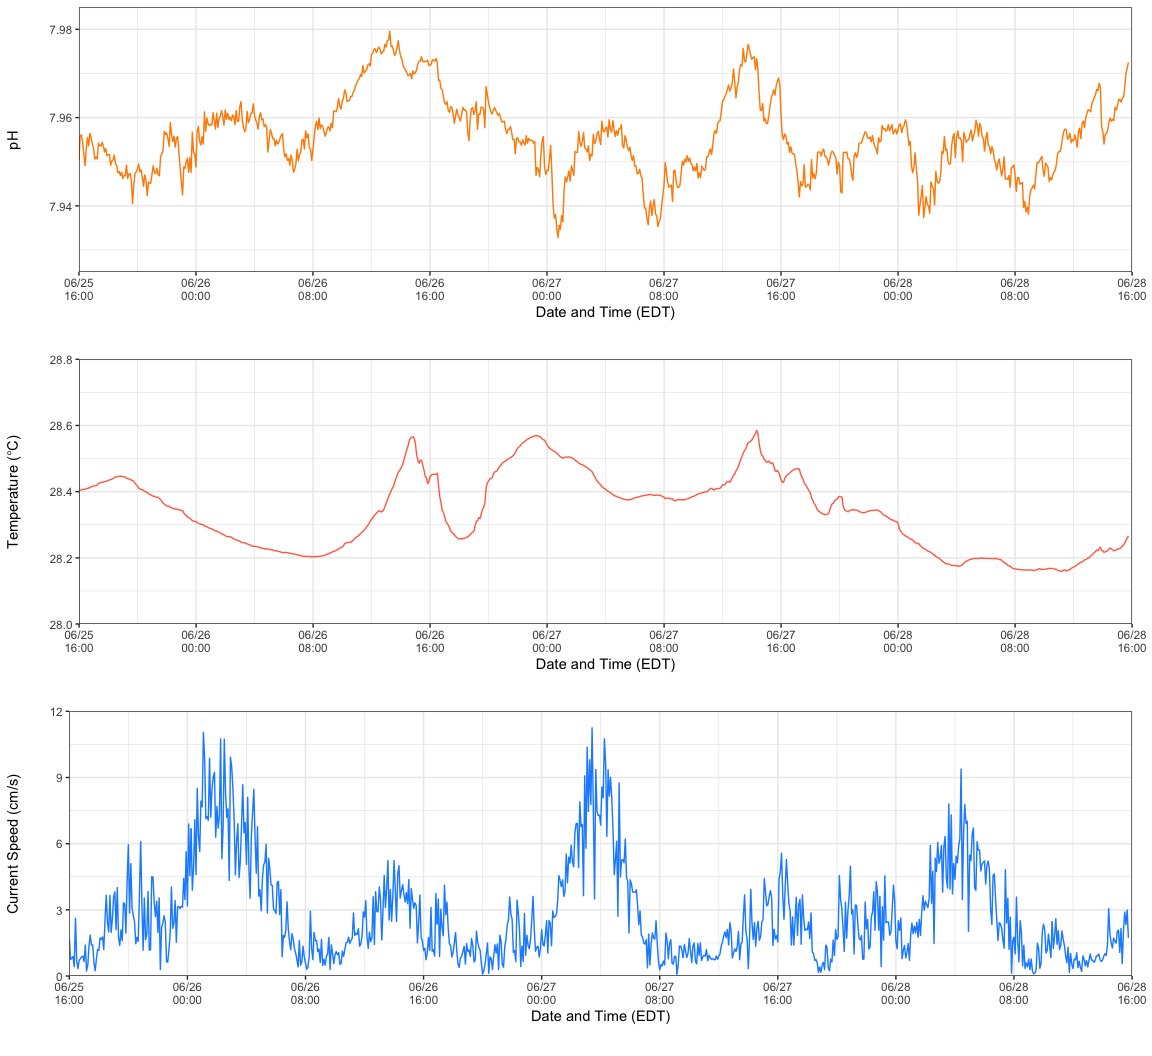 pH
7.98
7.96
7.94
06/25 06/26 06/26 06/26 06/27 06/27 06/27 06/28 06/28 06/28
16:00 00:00 08:00 16:00 00:00 08:00 16:00 00:00 08:00 16:00
Date and Time (EDT)
Temperature (°C)
28.8
28.6
28.4
28.2
28.0
06/25 06/26 06/26 06/26 06/27 06/27 06/27 06/28 06/28 06/28
16:00 00:00 08:00 16:00 00:00 08:00 16:00 00:00 08:00 16:00
Date and Time (EDT)
Current Speed (cm/s)
12
9
6
3
0
06/25 06/26 06/26 06/26 06/27 06/27 06/27 06/28 06/28 06/28
16:00 00:00 08:00 16:00 00:00 08:00 16:00 00:00 08:00 16:00
Date and Time (EDT)